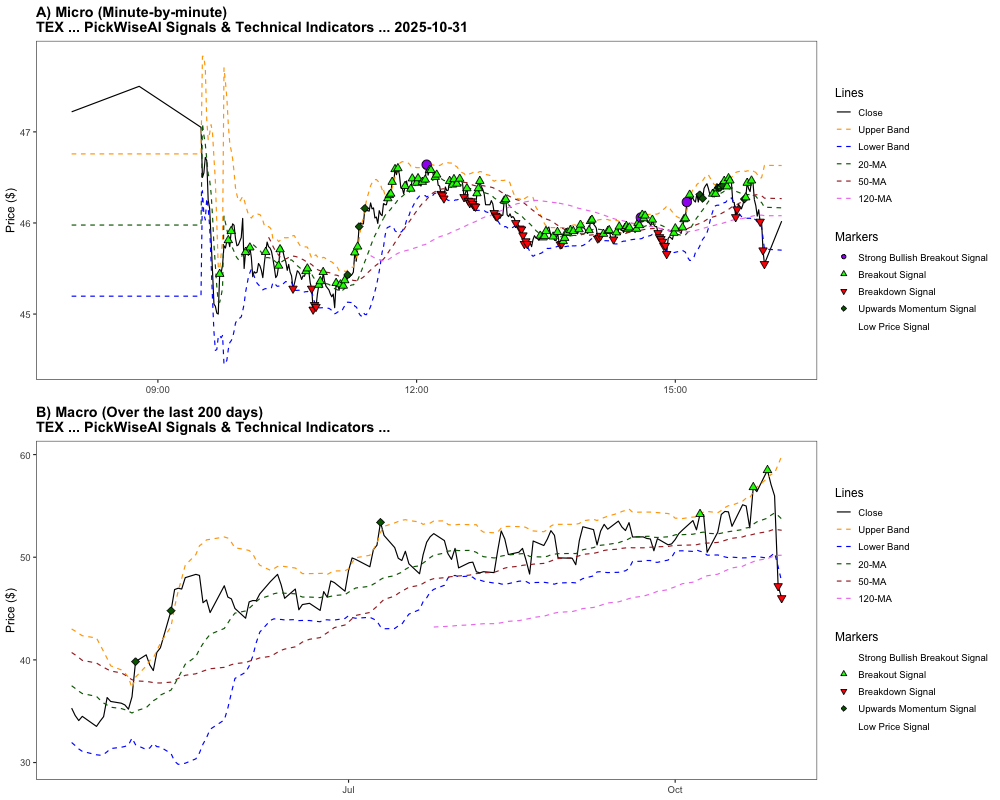 A) Micro (Minute-by-minute)
TEX ... PickWiseAI Signals & Technical Indicators ... 2025-10-31
Price ($)
47
46
45
09:00
12:00
15:00
Lines
Close
Upper Band
Lower Band
20-MA
50-MA
120-MA
Markers
Strong Bullish Breakout Signal
Breakout Signal
Breakdown Signal
Upwards Momentum Signal
Low Price Signal
B) Macro (Over the last 200 days)
TEX ... PickWiseAI Signals & Technical Indicators ...
Price ($)
60
50
40
30
Jul
Oct
Lines
Close
Upper Band
Lower Band
20-MA
50-MA
120-MA
Markers
Strong Bullish Breakout Signal
Breakout Signal
Breakdown Signal
Upwards Momentum Signal
Low Price Signal